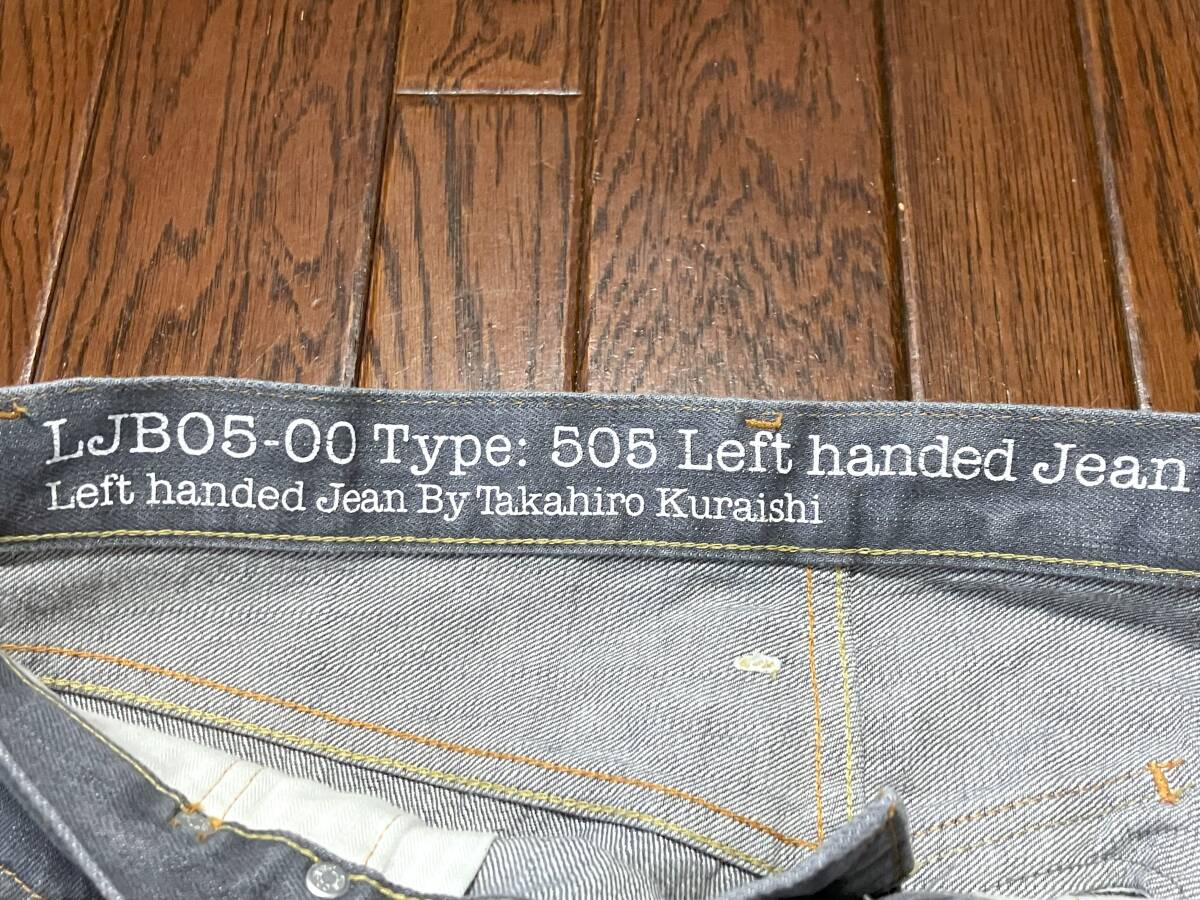 LJB05-00 Type: 505 Left handed Jean
Left handed Jean By Takahiro Kuraishi